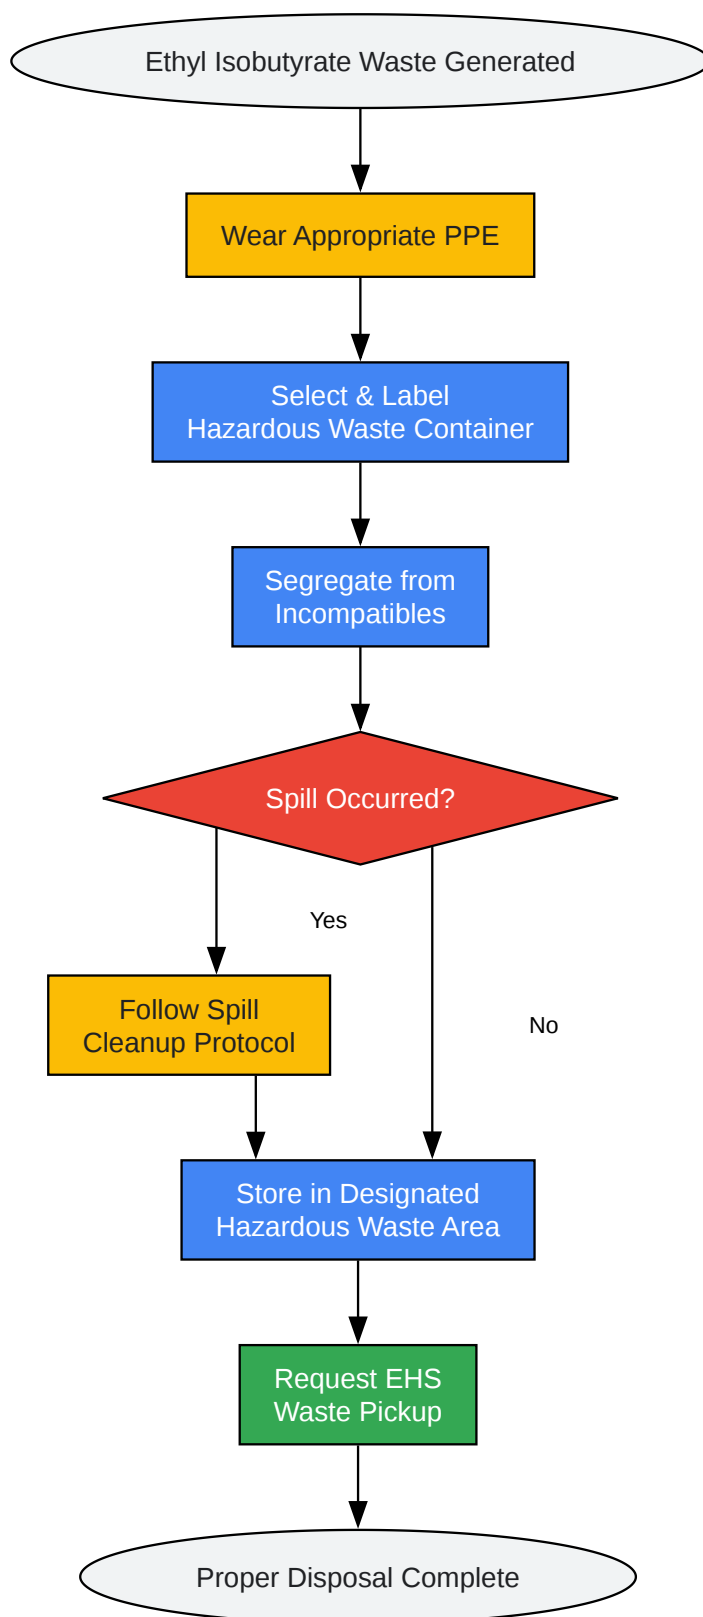 Ethyl Isobutyrate Waste Generated
Wear Appropriate PPE
Select & Label
Hazardous Waste Container
Segregate from
Incompatibles
Spill Occurred?
Yes
Follow Spill
Cleanup Protocol
No
Store in Designated
Hazardous Waste Area
Request EHS
Waste Pickup
Proper Disposal Complete